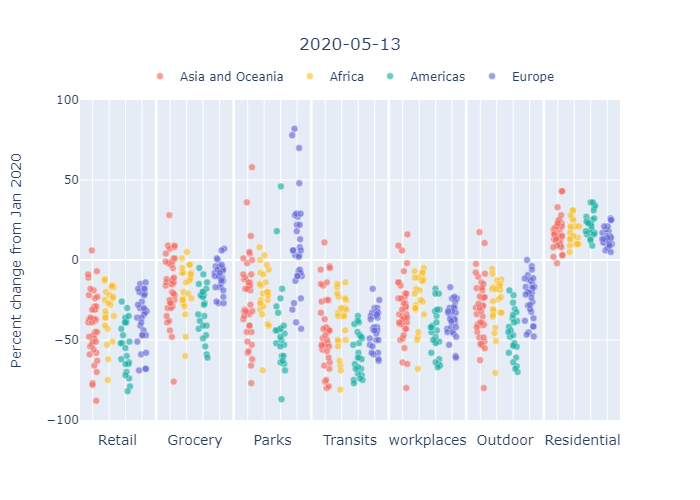 2020-05-13
Asia and Oceania Africa Americas Europe
Percent change from Jan 2020
100
50
0
−50
−100
Retail Grocery Parks Transits workplaces Outdoor Residential